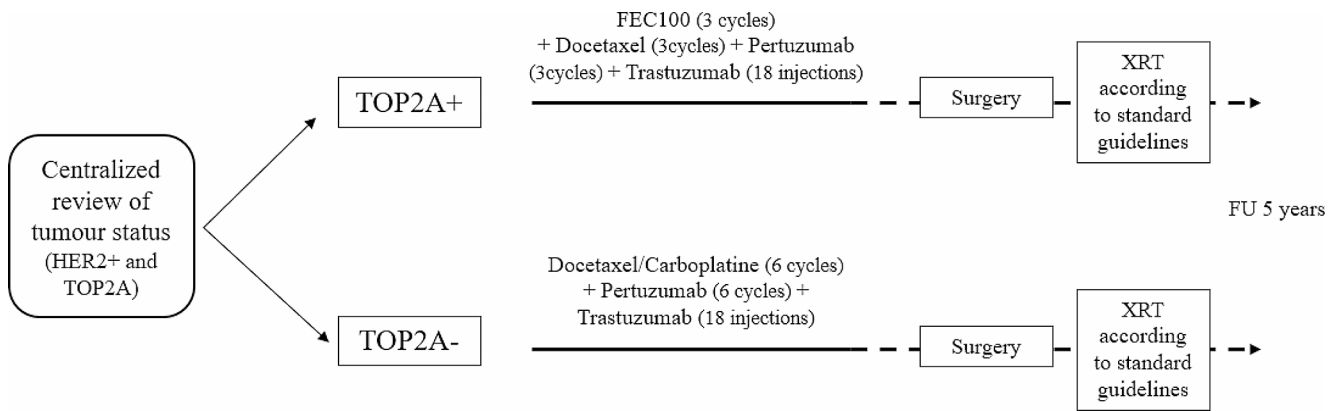 Centralized
review of
tumour status
(HER2+ and
TOP2A)
TOP2A+
FEC100 (3 cycles)
+ Docetaxel (3cycles) + Pertuzumab
(3cycles) + Trastuzumab (18 injections)
Surgery
XRT
according
to standard
guidelines
FU 5 years
TOP2A-
Docetaxel/Carboplatine (6 cycles)
+ Pertuzumab (6 cycles) +
Trastuzumab (18 injections)
Surgery
XRT
according
to standard
guidelines